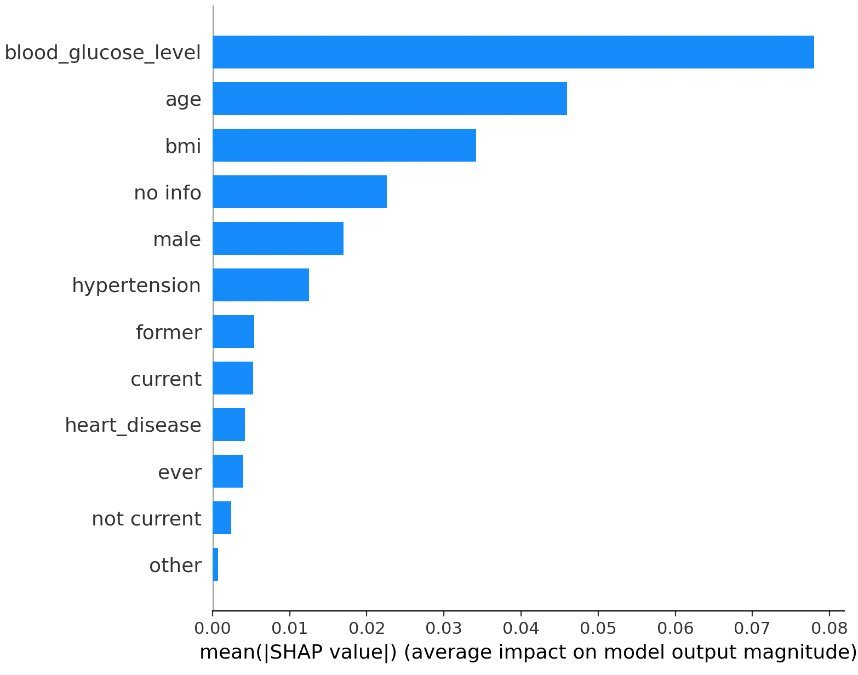 blood_glucose_level
age
bmi
no info
male
hypertension
former
current
heart_disease
ever
not current
other
0.00 0.01 0.02 0.03 0.04 0.05 0.06 0.07 0.08
mean(|SHAP value|) (average impact on model output magnitude)